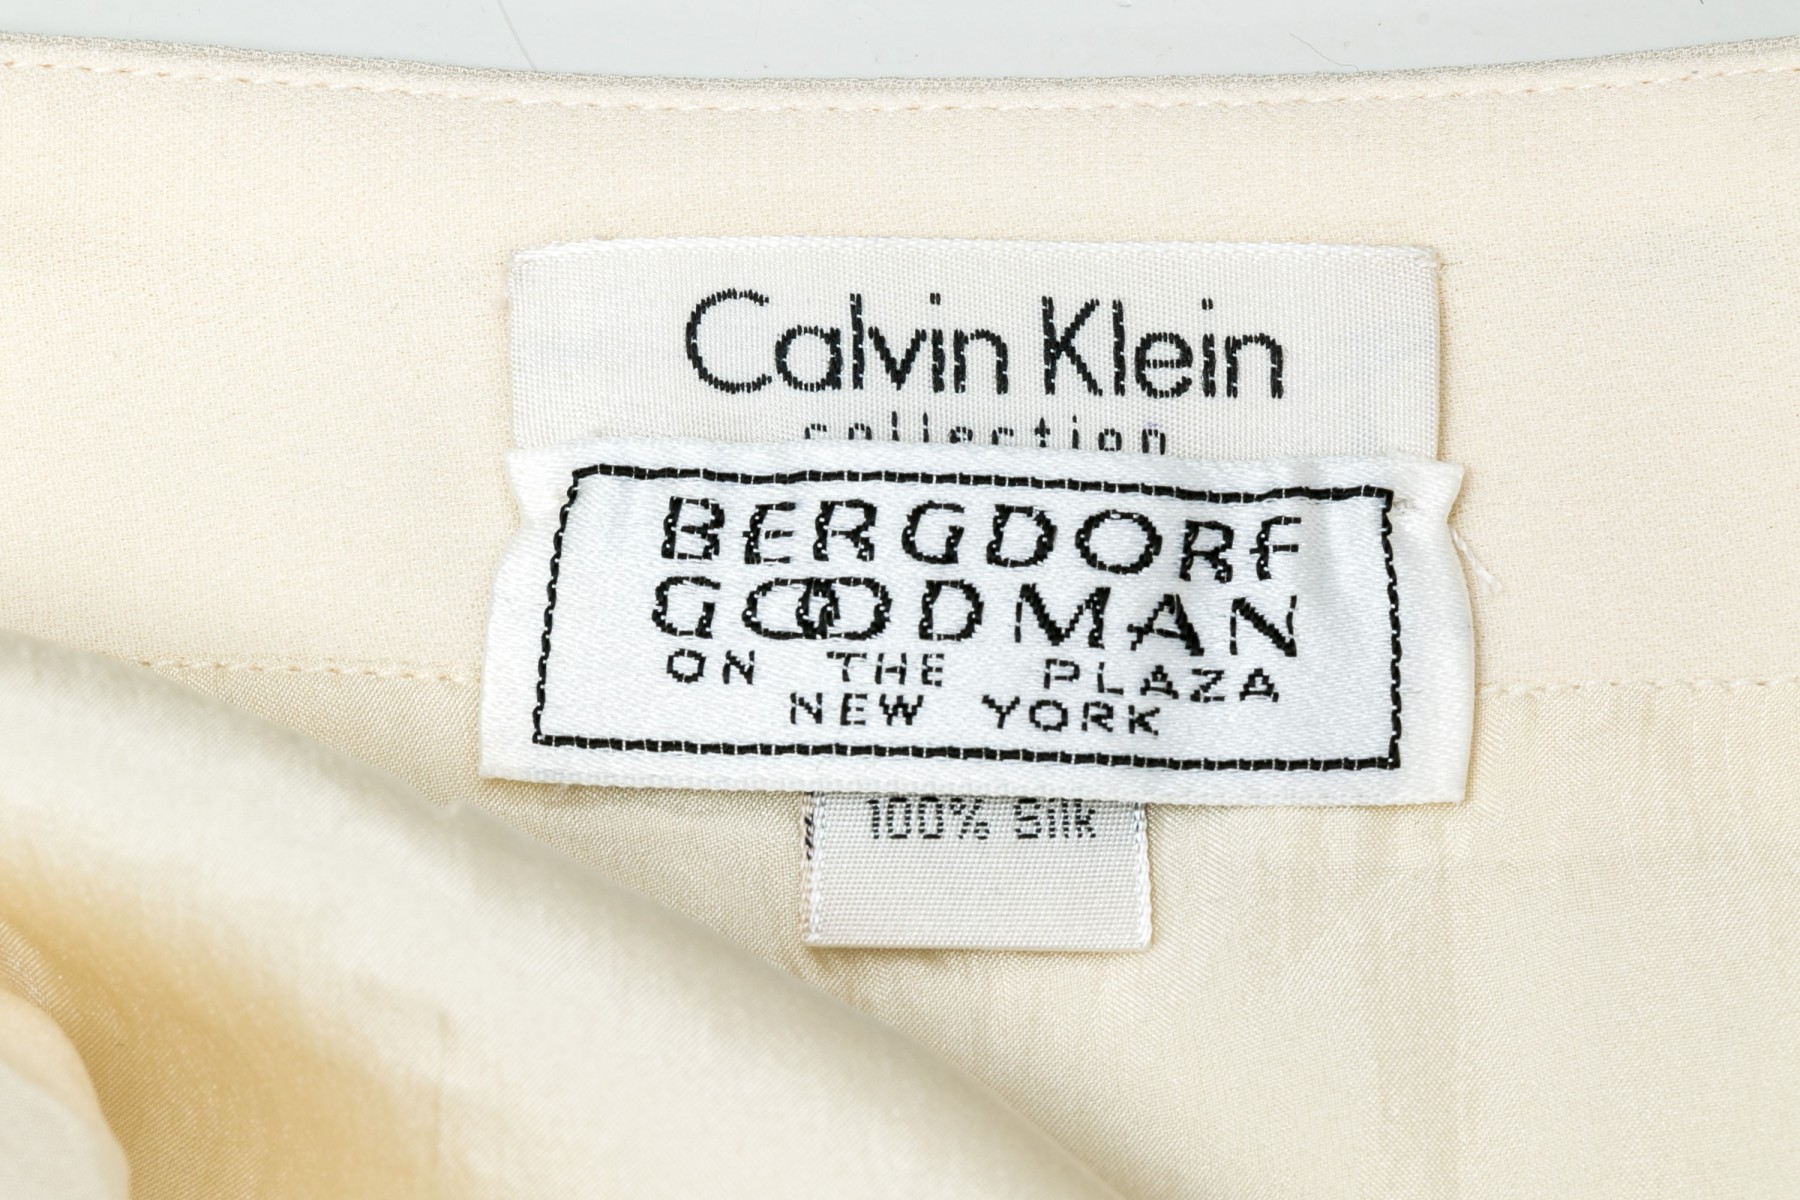 Calvin Klein
collection
BERGDORF
GOODMAN
ON THE PLAZA
NEW YORK
100% Silk